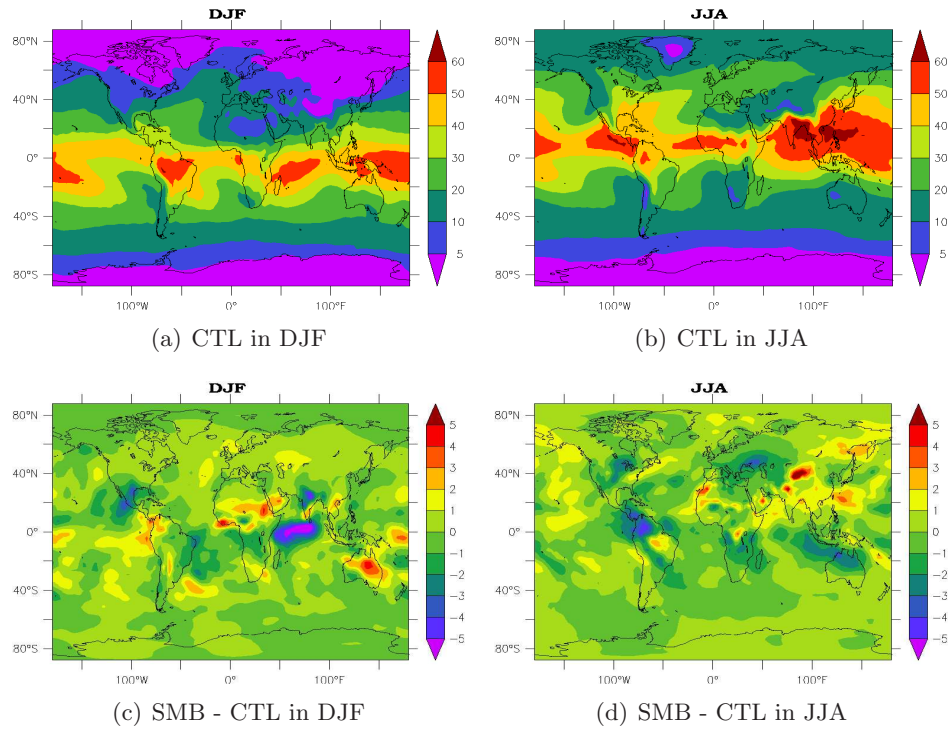 DJF
80°N
40°N
0°
40°S
80°S
100°W 0° 100°E
60
50
40
30
20
10
5
(a) CTL in DJF
JJA
80°N
40°N
0°
40°S
80°S
100°W 0° 100°E
60
50
40
30
20
10
5
(b) CTL in JJA
DJF
80°N
40°N
0°
40°S
80°S
100°W 0° 100°E
5
4
3
2
1
0
−1
−2
−3
−4
−5
(c) SMB - CTL in DJF
JJA
80°N
40°N
0°
40°S
80°S
100°W 0° 100°E
5
4
3
2
1
0
−1
−2
−3
−4
−5
(d) SMB - CTL in JJA